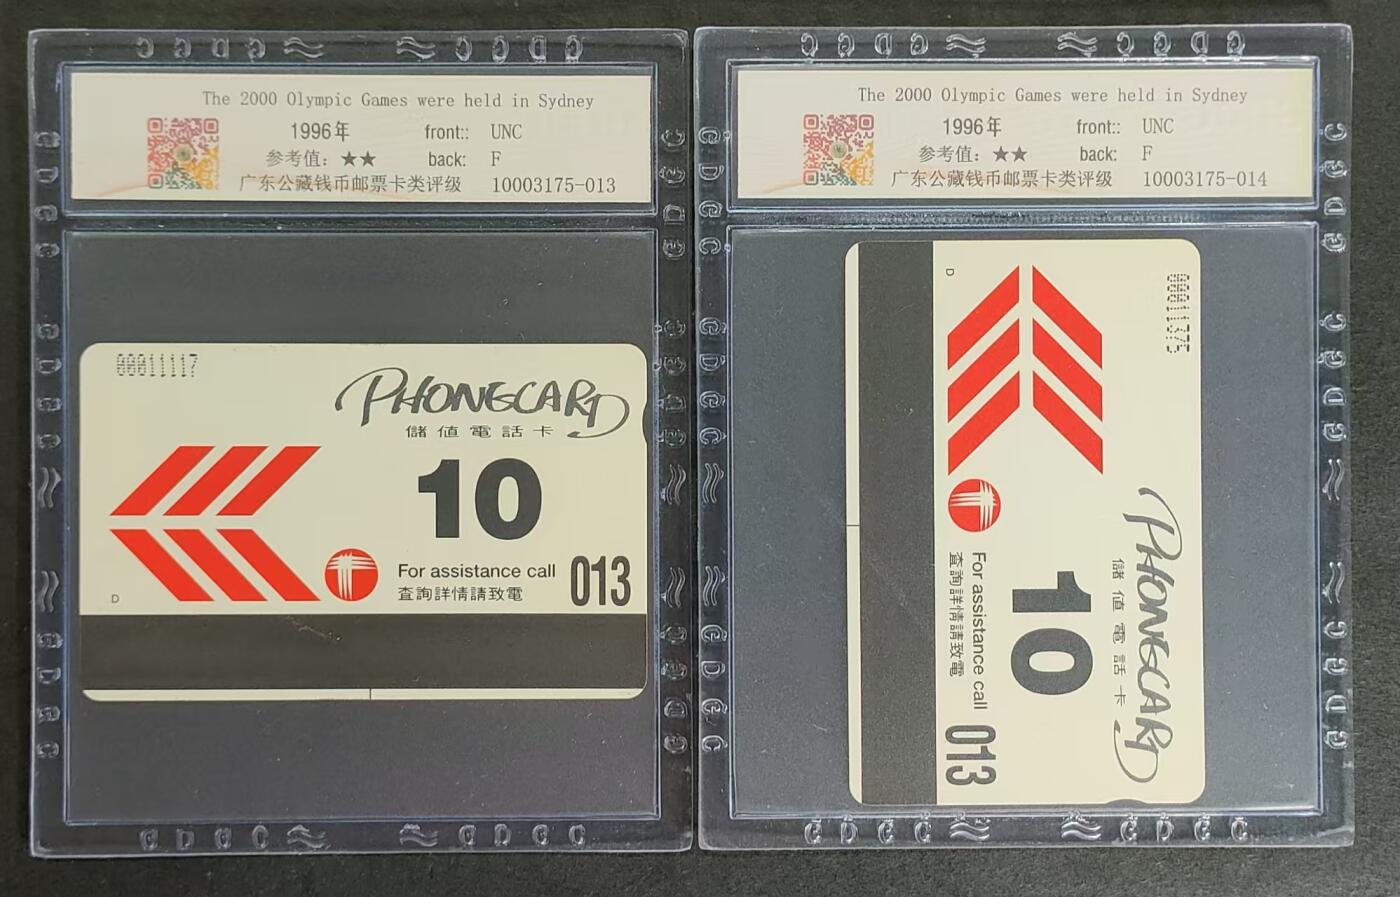 The 2000 Olympic Games were held in Sydney
1996年 front:: UNC
参考值: ★★ back: F
广东公藏钱币邮票卡类评级 10003175-013
00011117
PHONECARD
儲值電話卡
10
For assistance call
查詢詳情請致電
013
D
The 2000 Olympic Games were held in Sydney
1996年 front:: UNC
参考值: ★★ back: F
广东公藏钱币邮票卡类评级 10003175-014
00011375
PHONECARD
儲值電話卡
10
For assistance call
查詢詳情請致電
013
D